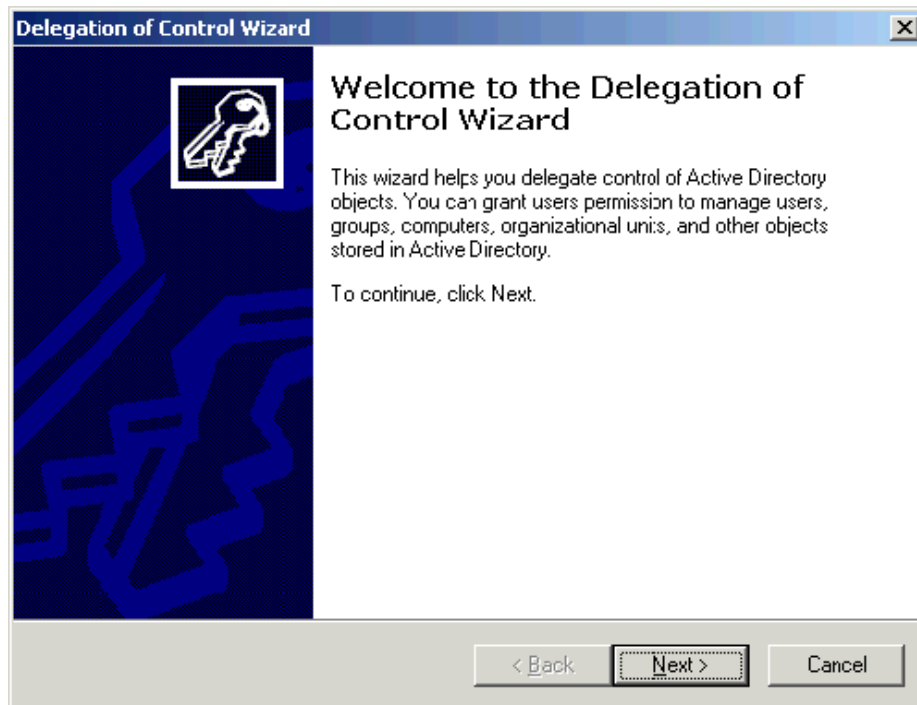 Delegation of Control Wizard
Welcome to the Delegation of
Control Wizard
This wizard helps you delegate control of Active Directory
objects. You can grant users permission to manage users,
groups, computers, organizational units, and other objects
stored in Active Directory.
To continue, click Next.
< Back
Next >
Cancel